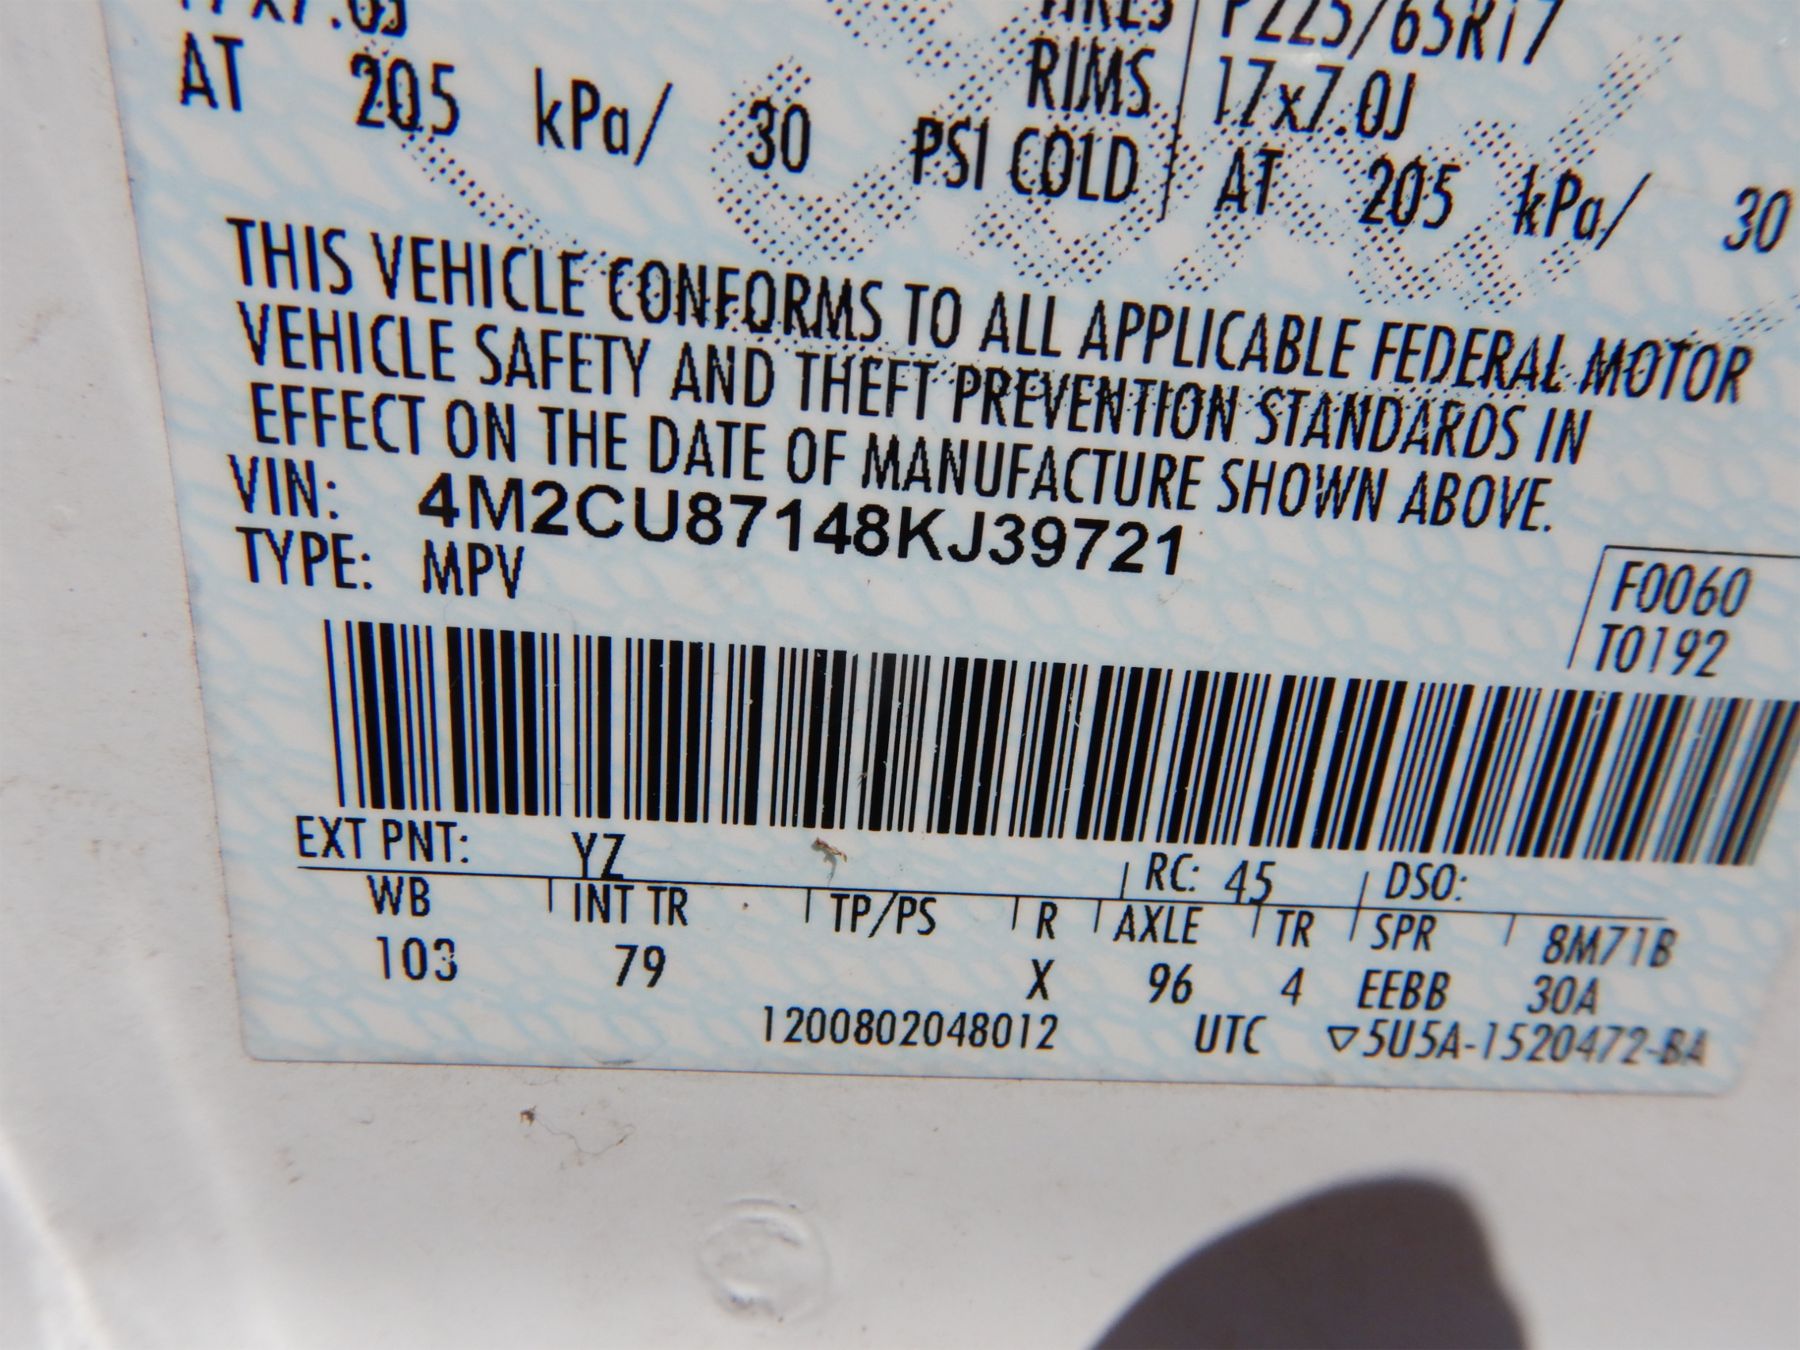 17x7.0J TIRES P225/65R17
AT 205 kPa/ 30 PSI COLD RIMS 17x7.0J
AT 205 kPa/ 30
THIS VEHICLE CONFORMS TO ALL APPLICABLE FEDERAL MOTOR
VEHICLE SAFETY AND THEFT PREVENTION STANDARDS IN
EFFECT ON THE DATE OF MANUFACTURE SHOWN ABOVE.
VIN: 4M2CU87148KJ39721
TYPE: MPV
F0060
T0192
EXT PNT: YZ RC: 45 DSO:
WB INT TR TP/PS R AXLE TR SPR 8M71B
103 79 X 96 4 EEBB 30A
1200802048012 UTC ▽5U5A-1520472-BA